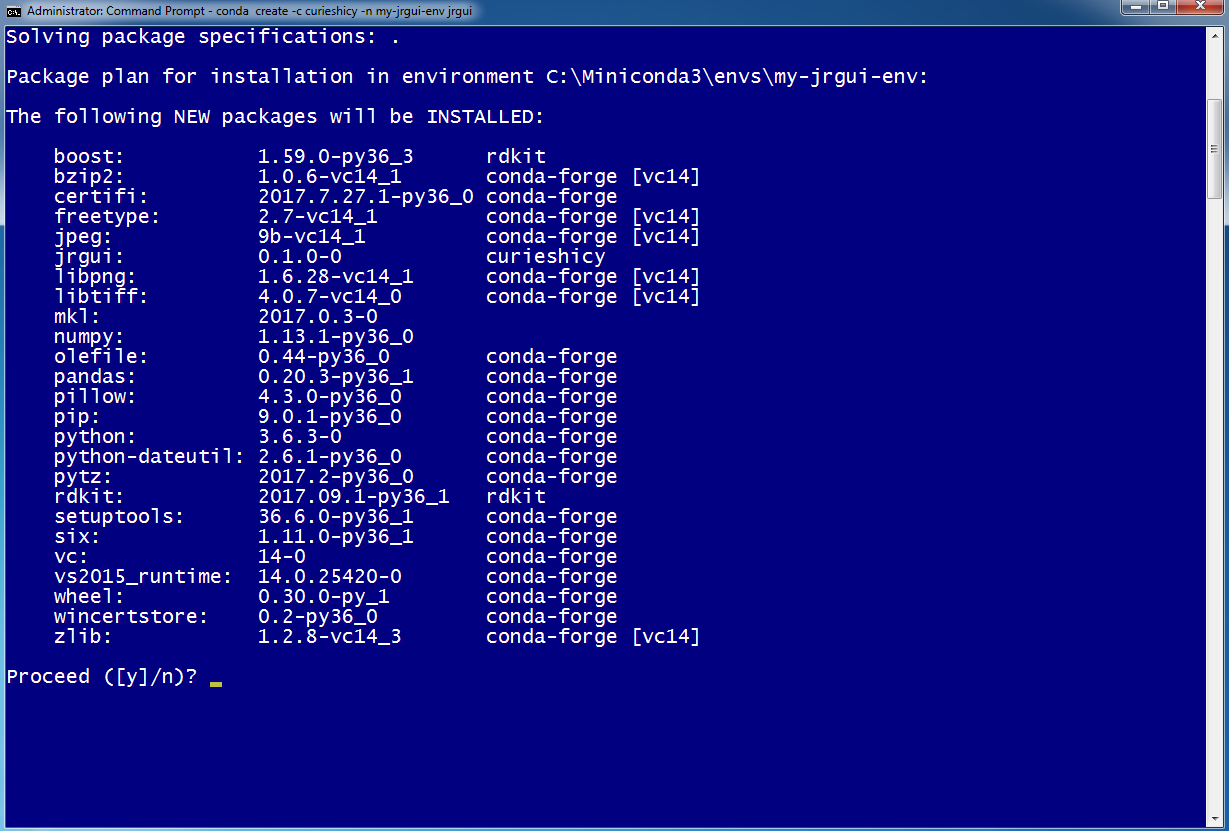 Administrator: Command Prompt - conda  create -c curieshicy -n my-jrgui-env jrgui
Solving package specifications: .
Package plan for installation in environment C:\Miniconda3\envs\my-jrgui-env:
The following NEW packages will be INSTALLED:
boost: 1.59.0-py36_3 rdkit
bzip2: 1.0.6-vc14_1 conda-forge [vc14]
certifi: 2017.7.27.1-py36_0 conda-forge
freetype: 2.7-vc14_1 conda-forge [vc14]
jpeg: 9b-vc14_1 conda-forge [vc14]
jrgui: 0.1.0-0 curieshicy
libpng: 1.6.28-vc14_1 conda-forge [vc14]
libtiff: 4.0.7-vc14_0 conda-forge [vc14]
mkl: 2017.0.3-0
numpy: 1.13.1-py36_0
olefile: 0.44-py36_0 conda-forge
pandas: 0.20.3-py36_1 conda-forge
pillow: 4.3.0-py36_0 conda-forge
pip: 9.0.1-py36_0 conda-forge
python: 3.6.3-0 conda-forge
python-dateutil: 2.6.1-py36_0 conda-forge
pytz: 2017.2-py36_0 conda-forge
rdkit: 2017.09.1-py36_1 rdkit
setuptools: 36.6.0-py36_1 conda-forge
six: 1.11.0-py36_1 conda-forge
vc: 14-0 conda-forge
vs2015_runtime: 14.0.25420-0 conda-forge
wheel: 0.30.0-py_1 conda-forge
wincertstore: 0.2-py36_0 conda-forge
zlib: 1.2.8-vc14_3 conda-forge [vc14]
Proceed ([y]/n)? _